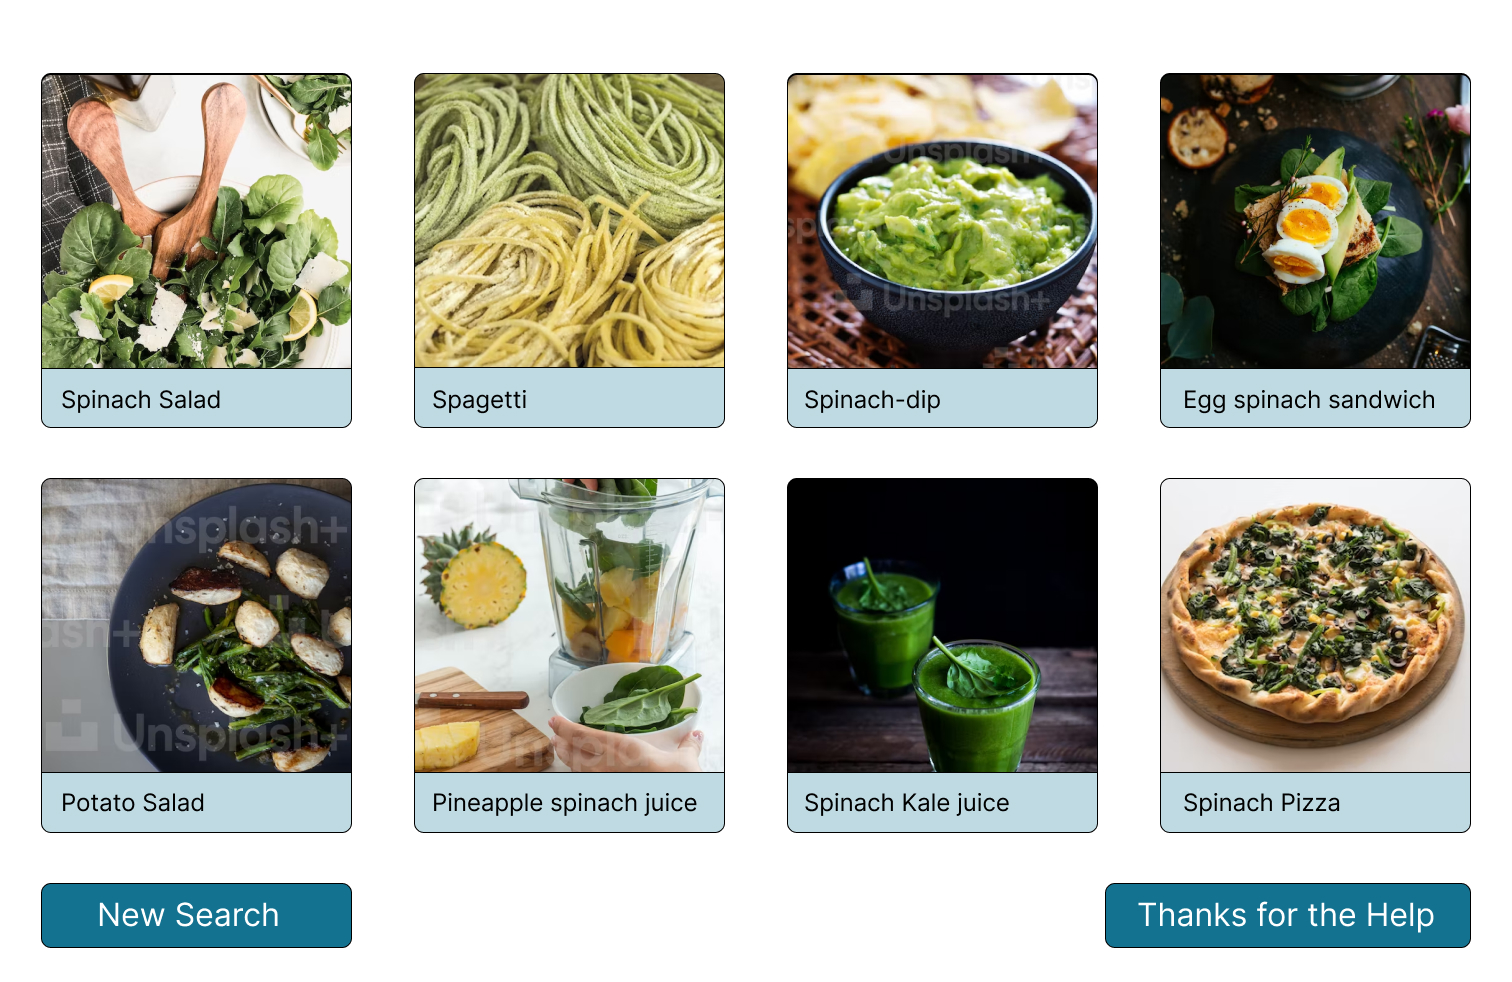 Unsplash+
Unsplash+
Spinach Salad
Spagetti
Spinach-dip
Egg spinach sandwich
Unsplash+
Unsplash+
Potato Salad
Pineapple spinach juice
Spinach Kale juice
Spinach Pizza
New Search
Thanks for the Help